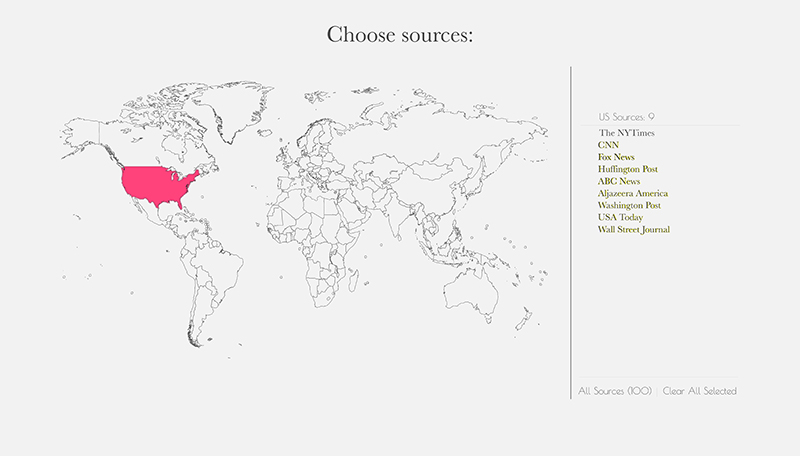 Choose sources:
US Sources: 9
The NYTimes
CNN
Fox News
Huffington Post
ABC News
Aljazeera America
Washington Post
USA Today
Wall Street Journal
All Sources (100) | Clear All Selected